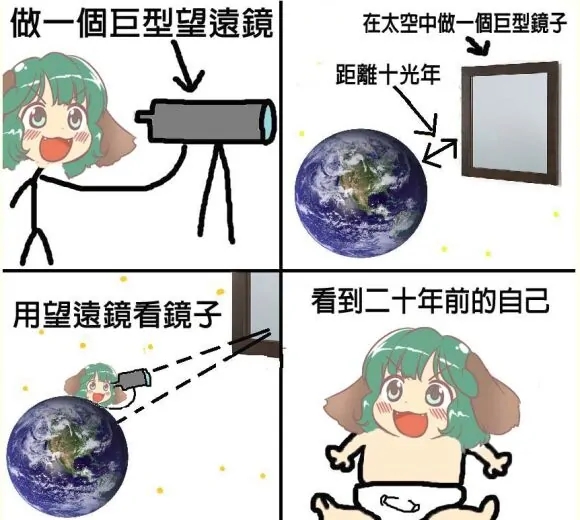 做一個巨型望遠鏡
在太空中做一個巨型鏡子
距離十光年
用望遠鏡看鏡子
看到二十年前的自己